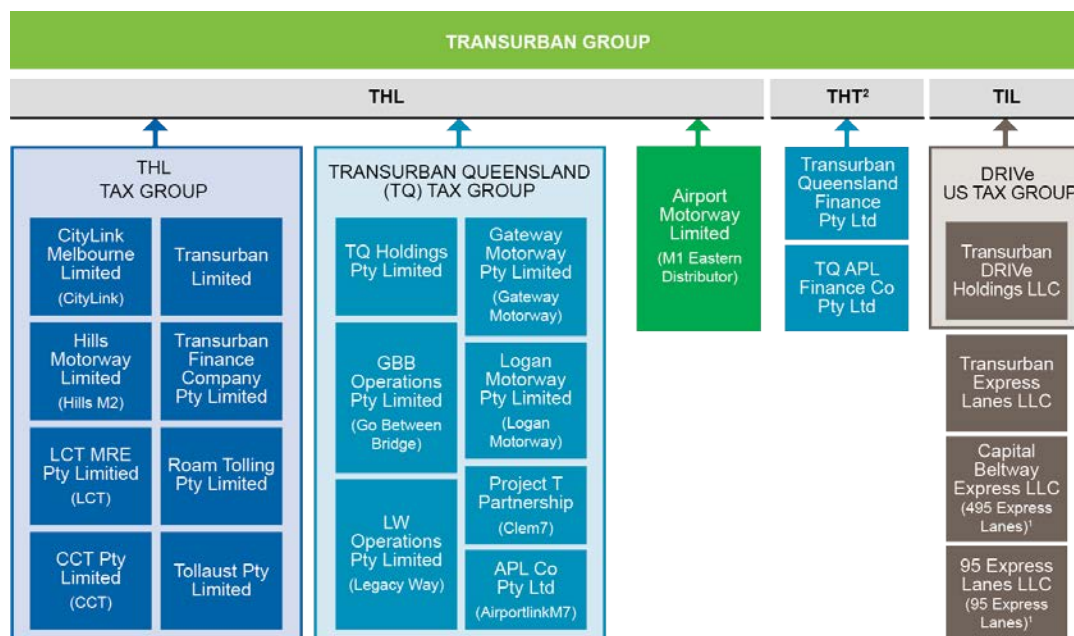 TRANSURBAN GROUP
THL
THT²
TIL
THL
TAX GROUP
CityLink
Melbourne
Limited
(CityLink)
Transurban
Limited
Hills
Motorway
Limited
(Hills M2)
Transurban
Finance
Company
Pty Limited
LCT MRE
Pty Limitied
(LCT)
Roam Tolling
Pty Limited
CCT Pty
Limited
(CCT)
Tollaust Pty
Limited
TRANSURBAN QUEENSLAND
(TQ) TAX GROUP
TQ Holdings
Pty Limited
GBB
Operations
Pty Limited
(Go Between
Bridge)
LW
Operations
Pty Limited
(Legacy Way)
Gateway
Motorway
Pty Limited
(Gateway
Motorway)
Logan
Motorway
Pty Limited
(Logan
Motorway)
Project T
Partnership
(Clem7)
APL Co
Pty Ltd
(AirportlinkM7)
Airport
Motorway
Limited
(M1 Eastern
Distributor)
Transurban
Queensland
Finance
Pty Ltd
TQ APL
Finance Co
Pty Ltd
DRIVe
US TAX GROUP
Transurban
DRIVe
Holdings LLC
Transurban
Express
Lanes LLC
Capital
Beltway
Express LLC
(495 Express
Lanes)¹
95 Express
Lanes LLC
(95 Express
Lanes)¹